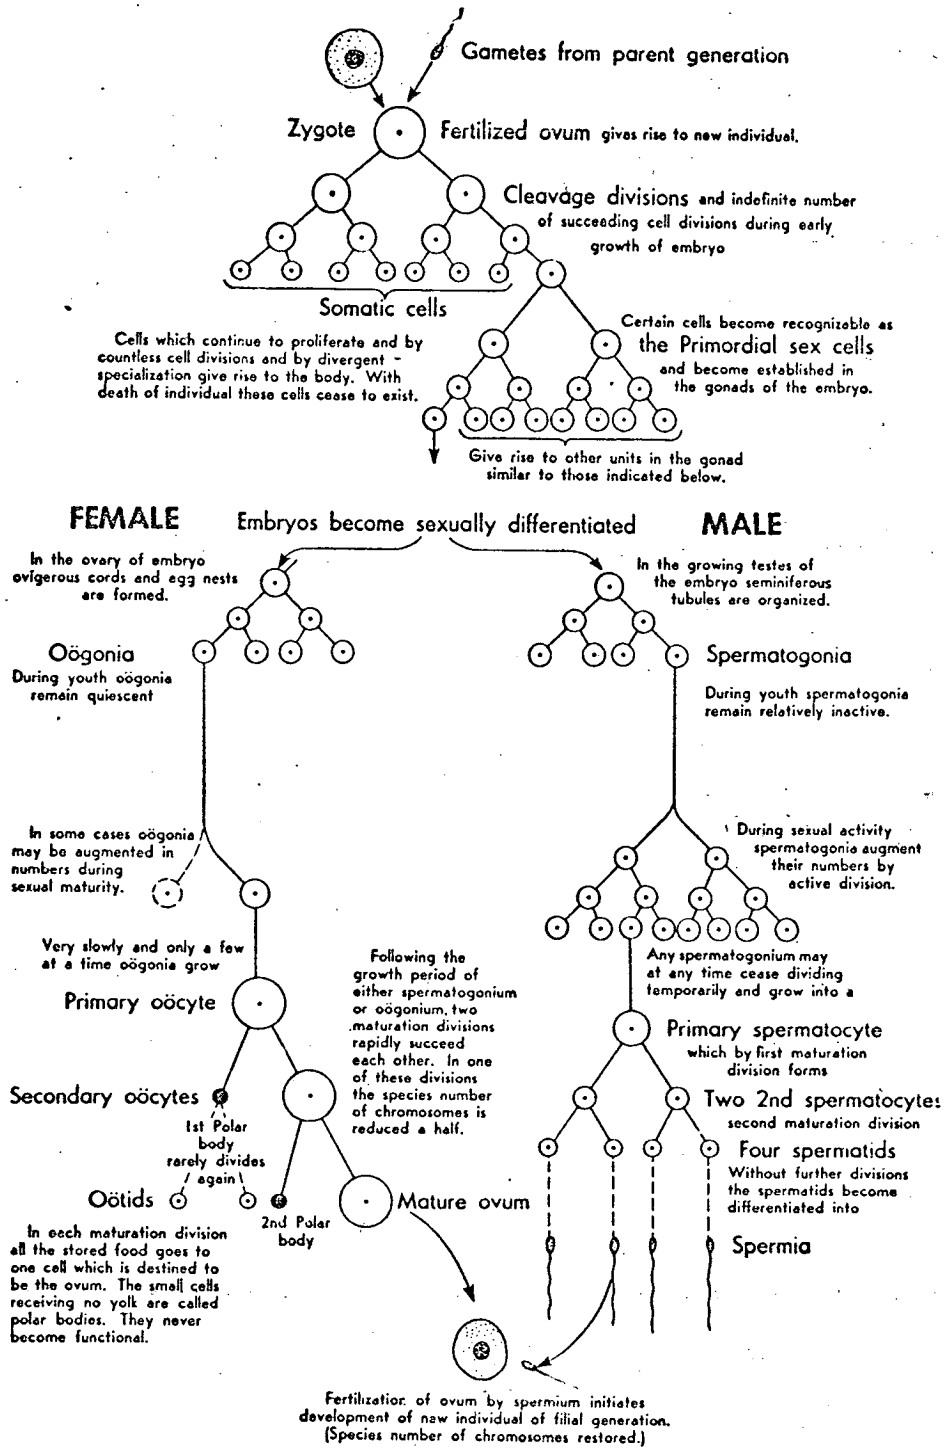 Gametes from parent generation
Zygote
Fertilized ovum gives rise to new individual.
Cleavage divisions and indefinite number
of succeeding cell divisions during early
growth of embryo
Somatic cells
Cells which continue to proliferate and by
countless cell divisions and by divergent -
specialization give rise to the body. With
death of individual these cells cease to exist.
Certain cells become recognizable as
the Primordial sex cells
and become established in
the gonads of the embryo.
Give rise to other units in the gonad
similar to those indicated below.
FEMALE
Embryos become sexually differentiated
MALE
In the ovary of embryo
ovigerous cords and egg nests
are formed.
In the growing testes of
the embryo seminiferous
tubules are organized.
Oögonia
During youth oögonia
remain quiescent
Spermatogonia
During youth spermatogonia
remain relatively inactive.
In some cases oögonia
may be augmented in
numbers during
sexual maturity.
During sexual activity
spermatogonia augment
their numbers by
active division.
Very slowly and only a few
at a time oögonia grow
Primary oöcyte
Following the
growth period of
either spermatogonium
or oögonium, two
maturation divisions
rapidly succeed
each other. In one
of these divisions
the species number
of chromosomes is
reduced a half.
Any spermatogonium may
at any time cease dividing
temporarily and grow into a
Primary spermatocyte
which by first maturation
division forms
Secondary oöcytes
1st Polar
body
rarely divides
again
Two 2nd spermatocytes
second maturation division
Four spermatids
Without further divisions
the spermatids become
differentiated into
Oötids
2nd Polar
body
Mature ovum
Spermia
In each maturation division
all the stored food goes to
one cell which is destined to
be the ovum. The small cells
receiving no yolk are called
polar bodies. They never
become functional.
Fertilization of ovum by spermium initiates
development of new individual of filial generation.
(Species number of chromosomes restored.)